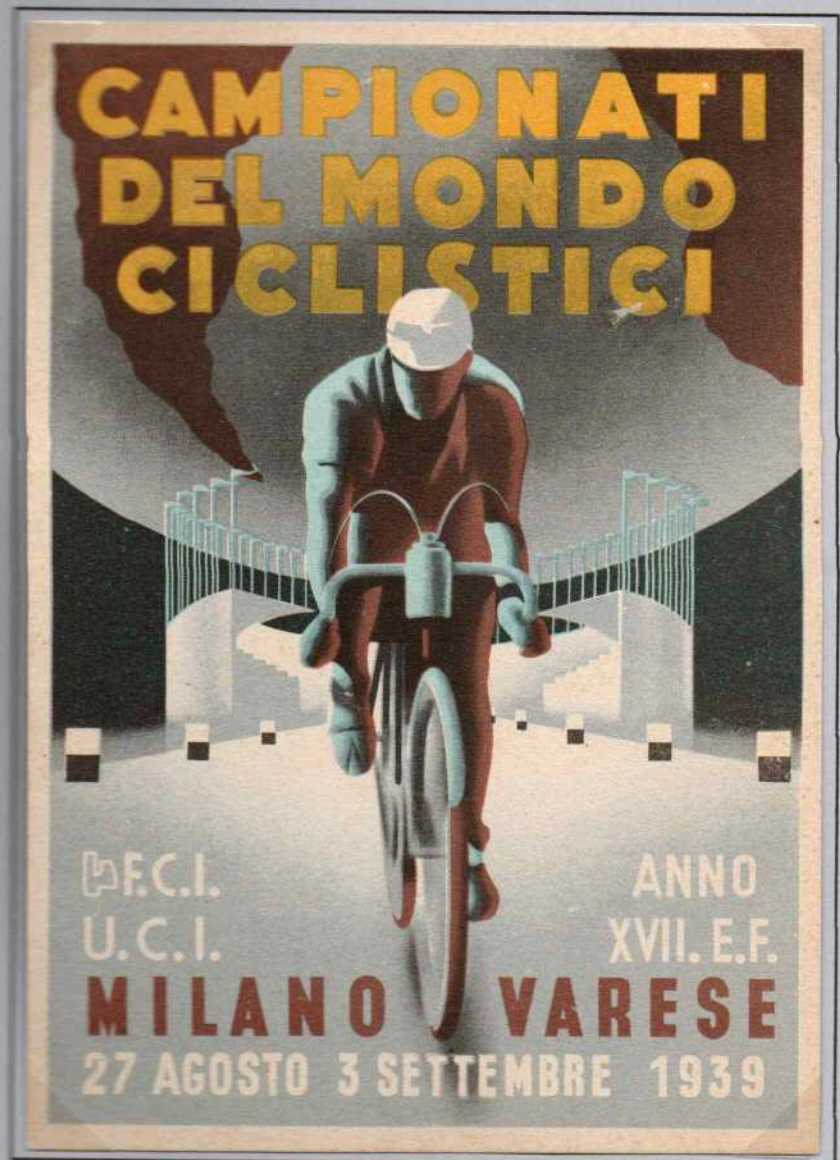 CAMPIONATI
DEL MONDO
CICLISTICI
F.C.I.
U.C.I.
ANNO
XVII. E.F.
MILANO VARESE
27 AGOSTO 3 SETTEMBRE 1939